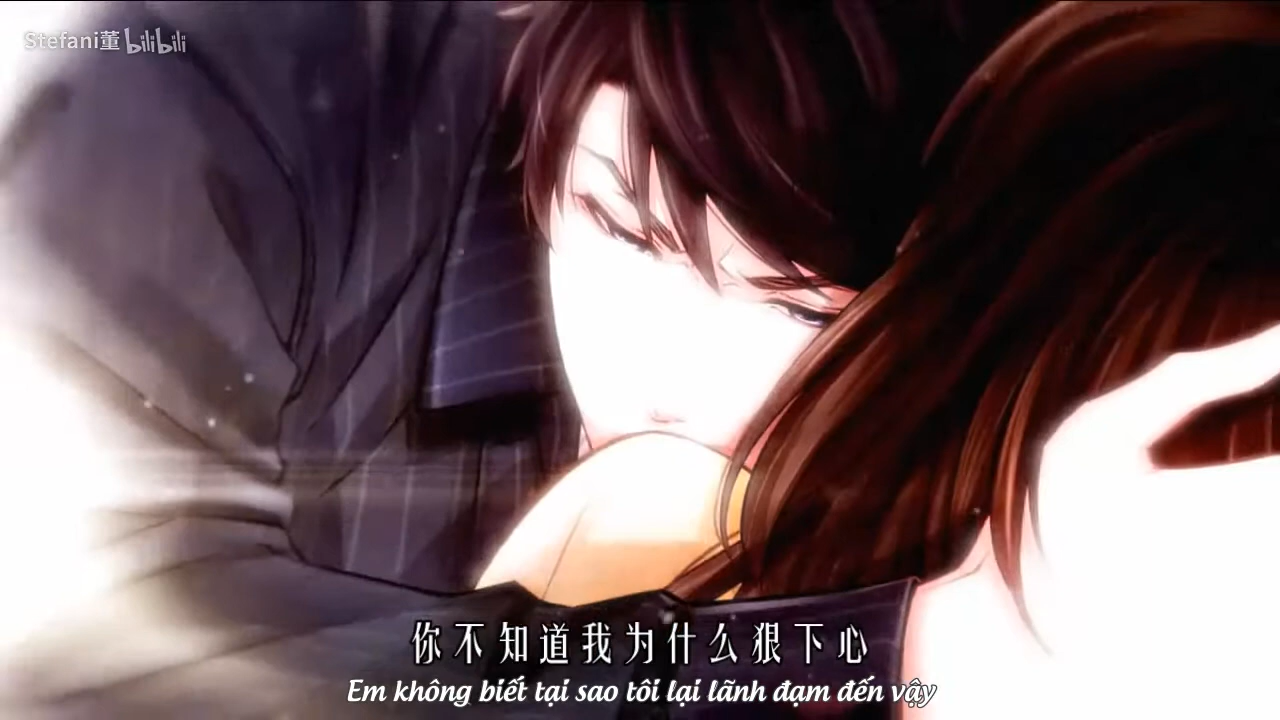 Stefani董 bilibili
你不知道我为什么狠下心
Em không biết tại sao tôi lại lãnh đạm đến vậy